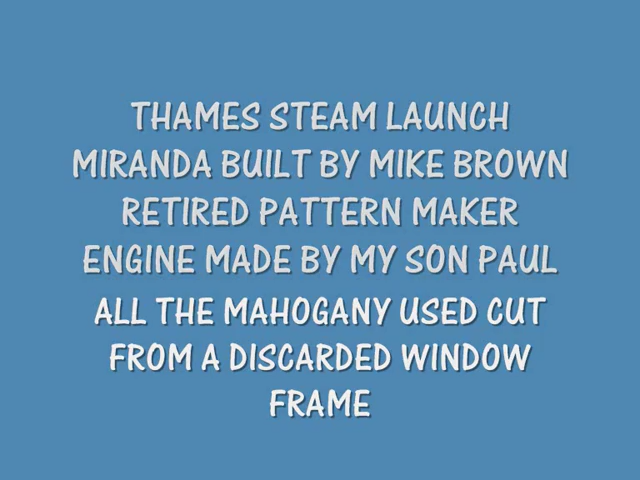 THAMES STEAM LAUNCH
MIRANDA BUILT BY MIKE BROWN
RETIRED PATTERN MAKER
ENGINE MADE BY MY SON PAUL
ALL THE MAHOGANY USED CUT
FROM A DISCARDED WINDOW
FRAME